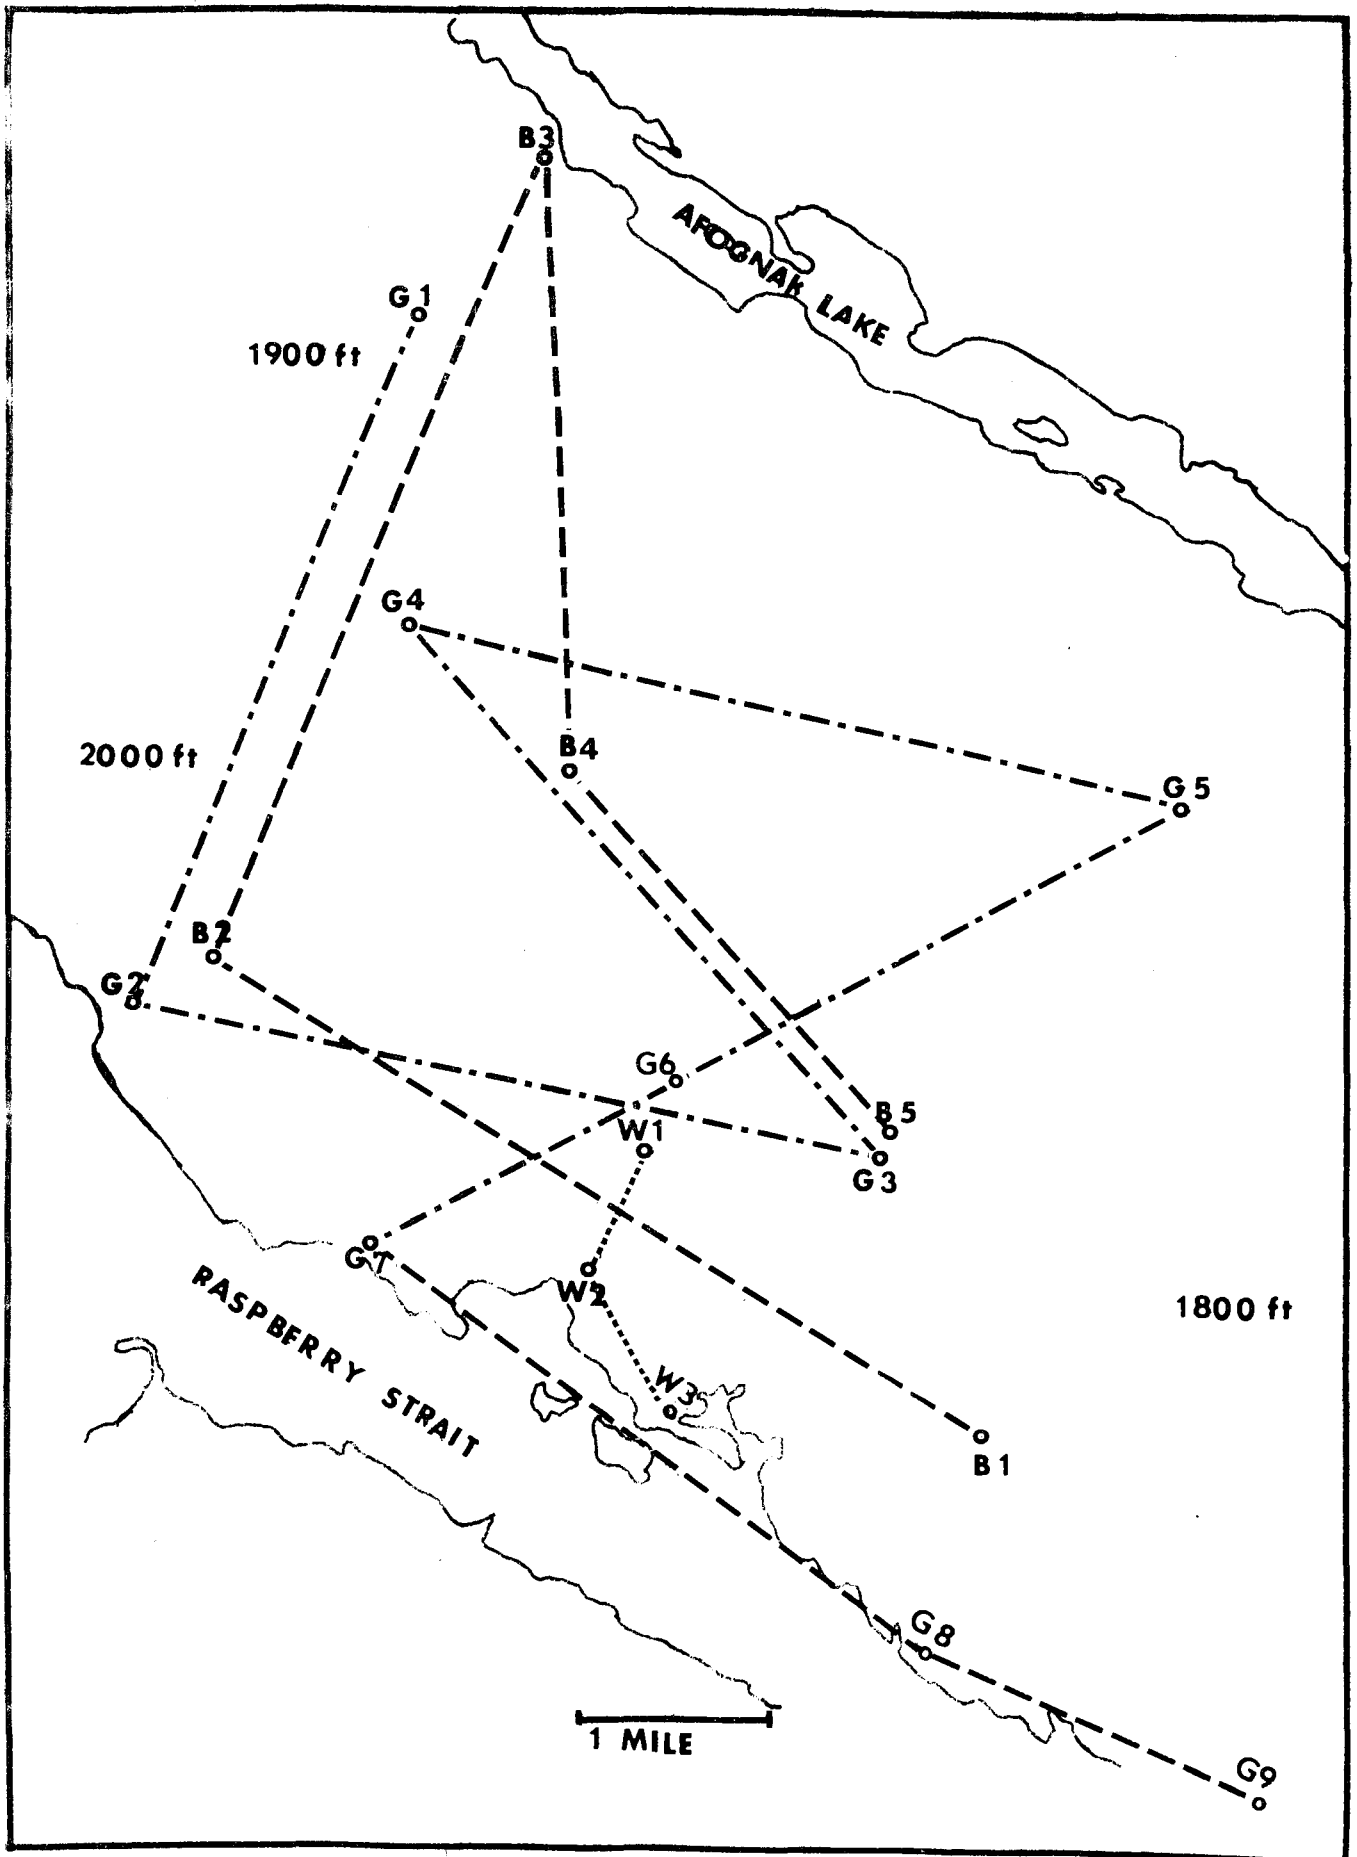 B3
AFOGNAK LAKE
G1
1900 ft
G4
2000 ft
B4
G5
B2
G2
G6
B5
W1
G3
G7
W2
RASPBERRY STRAIT
1800 ft
W3
B1
G8
1 MILE
G9